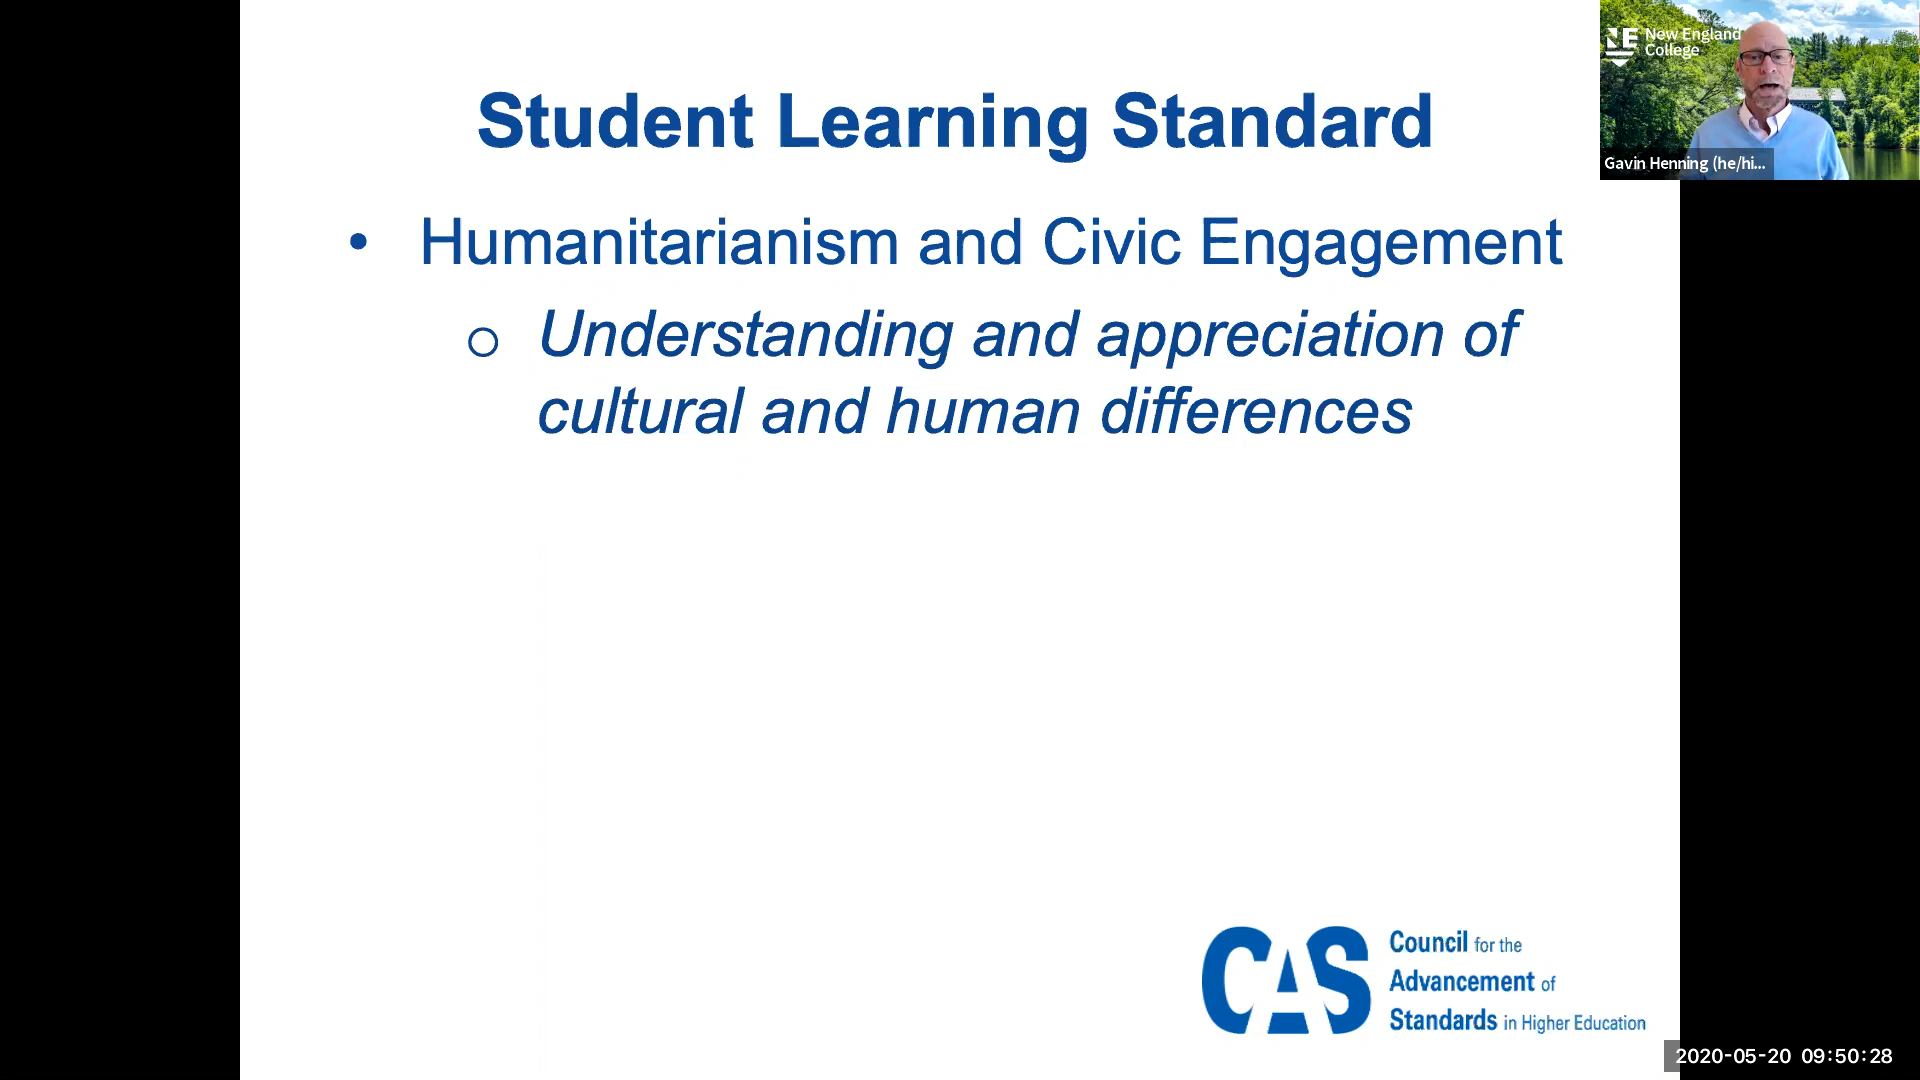 New England
College
Gavin Henning (he/hi...
Student Learning Standard
• Humanitarianism and Civic Engagement
o Understanding and appreciation of
cultural and human differences
CAS
Council for the
Advancement of
Standards in Higher Education
2020-05-20 09:50:28